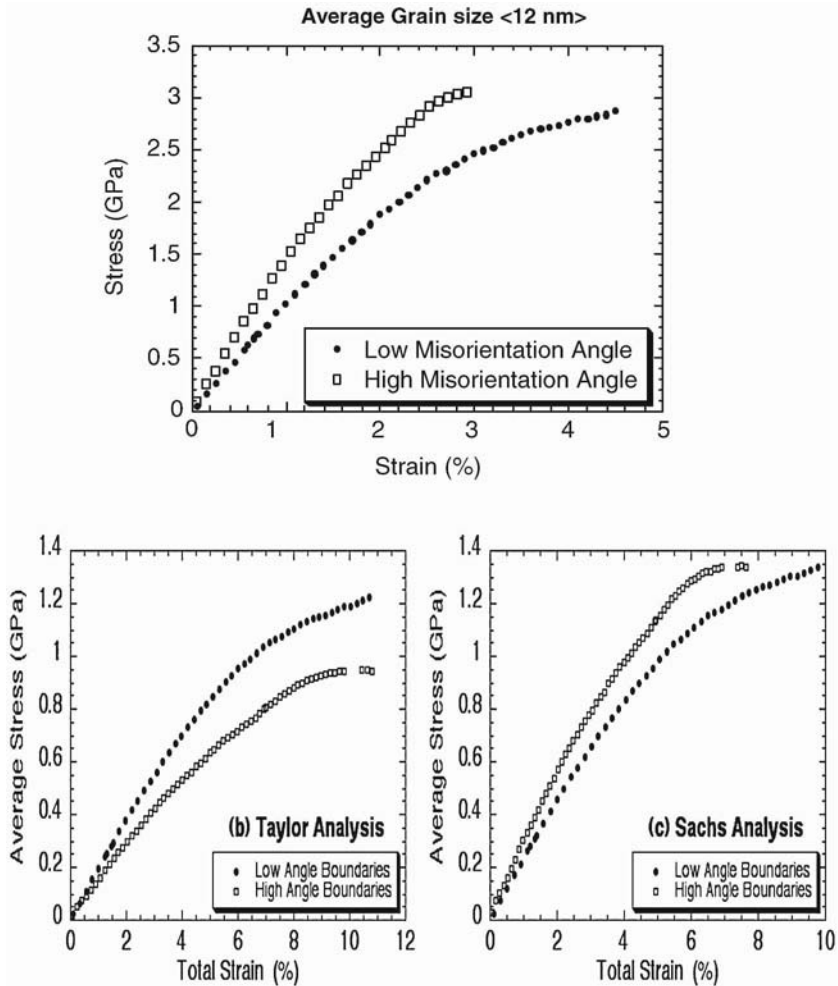 Average Grain size <12 nm>
3.5
3
2.5
2
1.5
1
0.5
0
Stress (GPa)
Low Misorientation Angle
High Misorientation Angle
0 1 2 3 4 5
Strain (%)
1.4
1.2
1
0.8
0.6
0.4
0.2
0
Average Stress (GPa)
(b) Taylor Analysis
Low Angle Boundaries
High Angle Boundaries
0 2 4 6 8 10 12
Total Strain (%)
1.4
1.2
1
0.8
0.6
0.4
0.2
0
Average Stress (GPa)
(c) Sachs Analysis
Low Angle Boundaries
High Angle Boundaries
0 2 4 6 8 10
Total Strain (%)